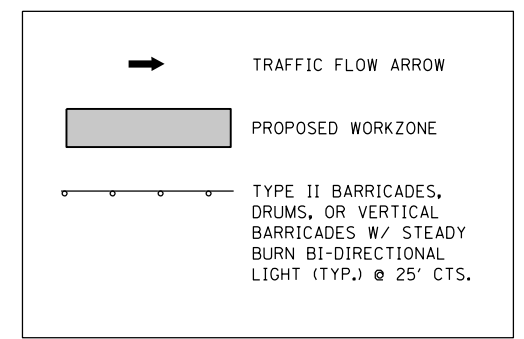 TRAFFIC FLOW ARROW
PROPOSED WORKZONE
TYPE II BARRICADES,
DRUMS, OR VERTICAL
BARRICADES W/ STEADY
BURN BI-DIRECTIONAL
LIGHT (TYP.) @ 25' CTS.